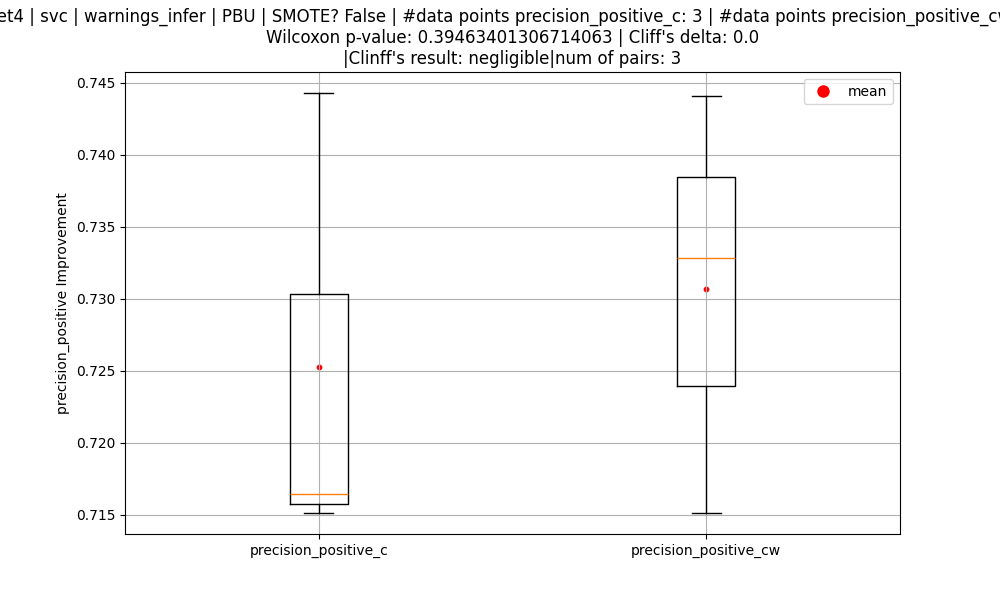 | svc | warnings_infer | PBU | SMOTE? False | #data points precision_positive_c: 3 | #data points
Wilcoxon p-value: 0.39463401306714063 | Cliff's delta: 0.0
|Clinff's result: negligible|num of pairs: 3
mean
0.745
0.740
0.735
0.730
0.725
0.720
0.715
precision_positive Improvement
precision_positive_c
precision_positive_cw